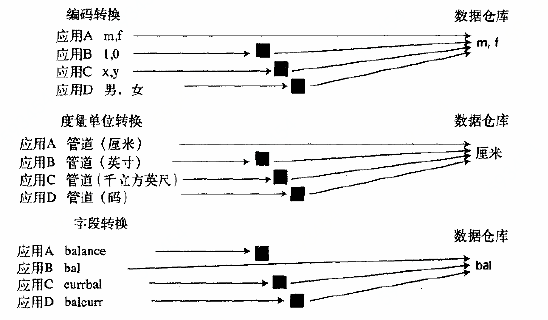 编码转换 数据仓库
应用A m,f
应用B 1,0 m, f
应用C x,y
应用D 男，女
度量单位转换 数据仓库
应用A 管道（厘米）
应用B 管道（英寸） 厘米
应用C 管道（千立方英尺）
应用D 管道（码）
字段转换 数据仓库
应用A balance
应用B bal bal
应用C currbal
应用D balcurr